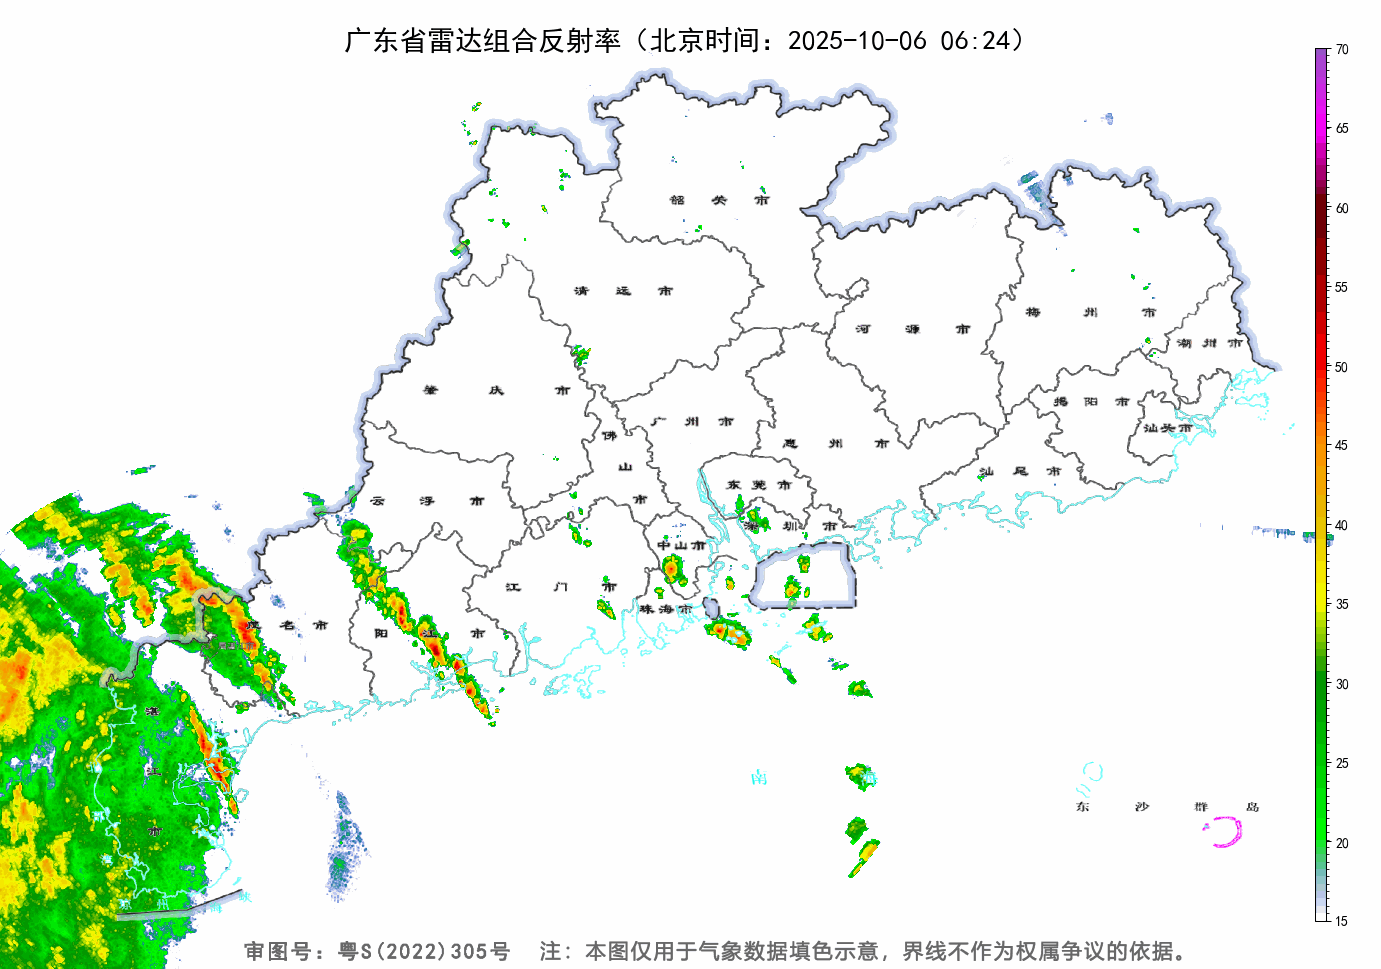 广东省雷达组合反射率（北京时间：2025-10-06 06:24）
70
65
60
55
50
45
40
35
30
25
20
15
韶 关 市
清 远 市
河 源 市
梅 州 市
潮 州 市
肇 庆 市
揭 阳 市
广 州 市
汕头市
佛 山 市
惠 州 市
汕 尾 市
东 莞 市
云 浮 市
深 圳 市
中山市
江 门 市
珠海市
茂 名 市
阳 江 市
湛 江 市
南 海
东 沙 群 岛
琼 州 海 峡
审图号：粤S(2022)305号 注：本图仅用于气象数据填色示意，界线不作为权属争议的依据。